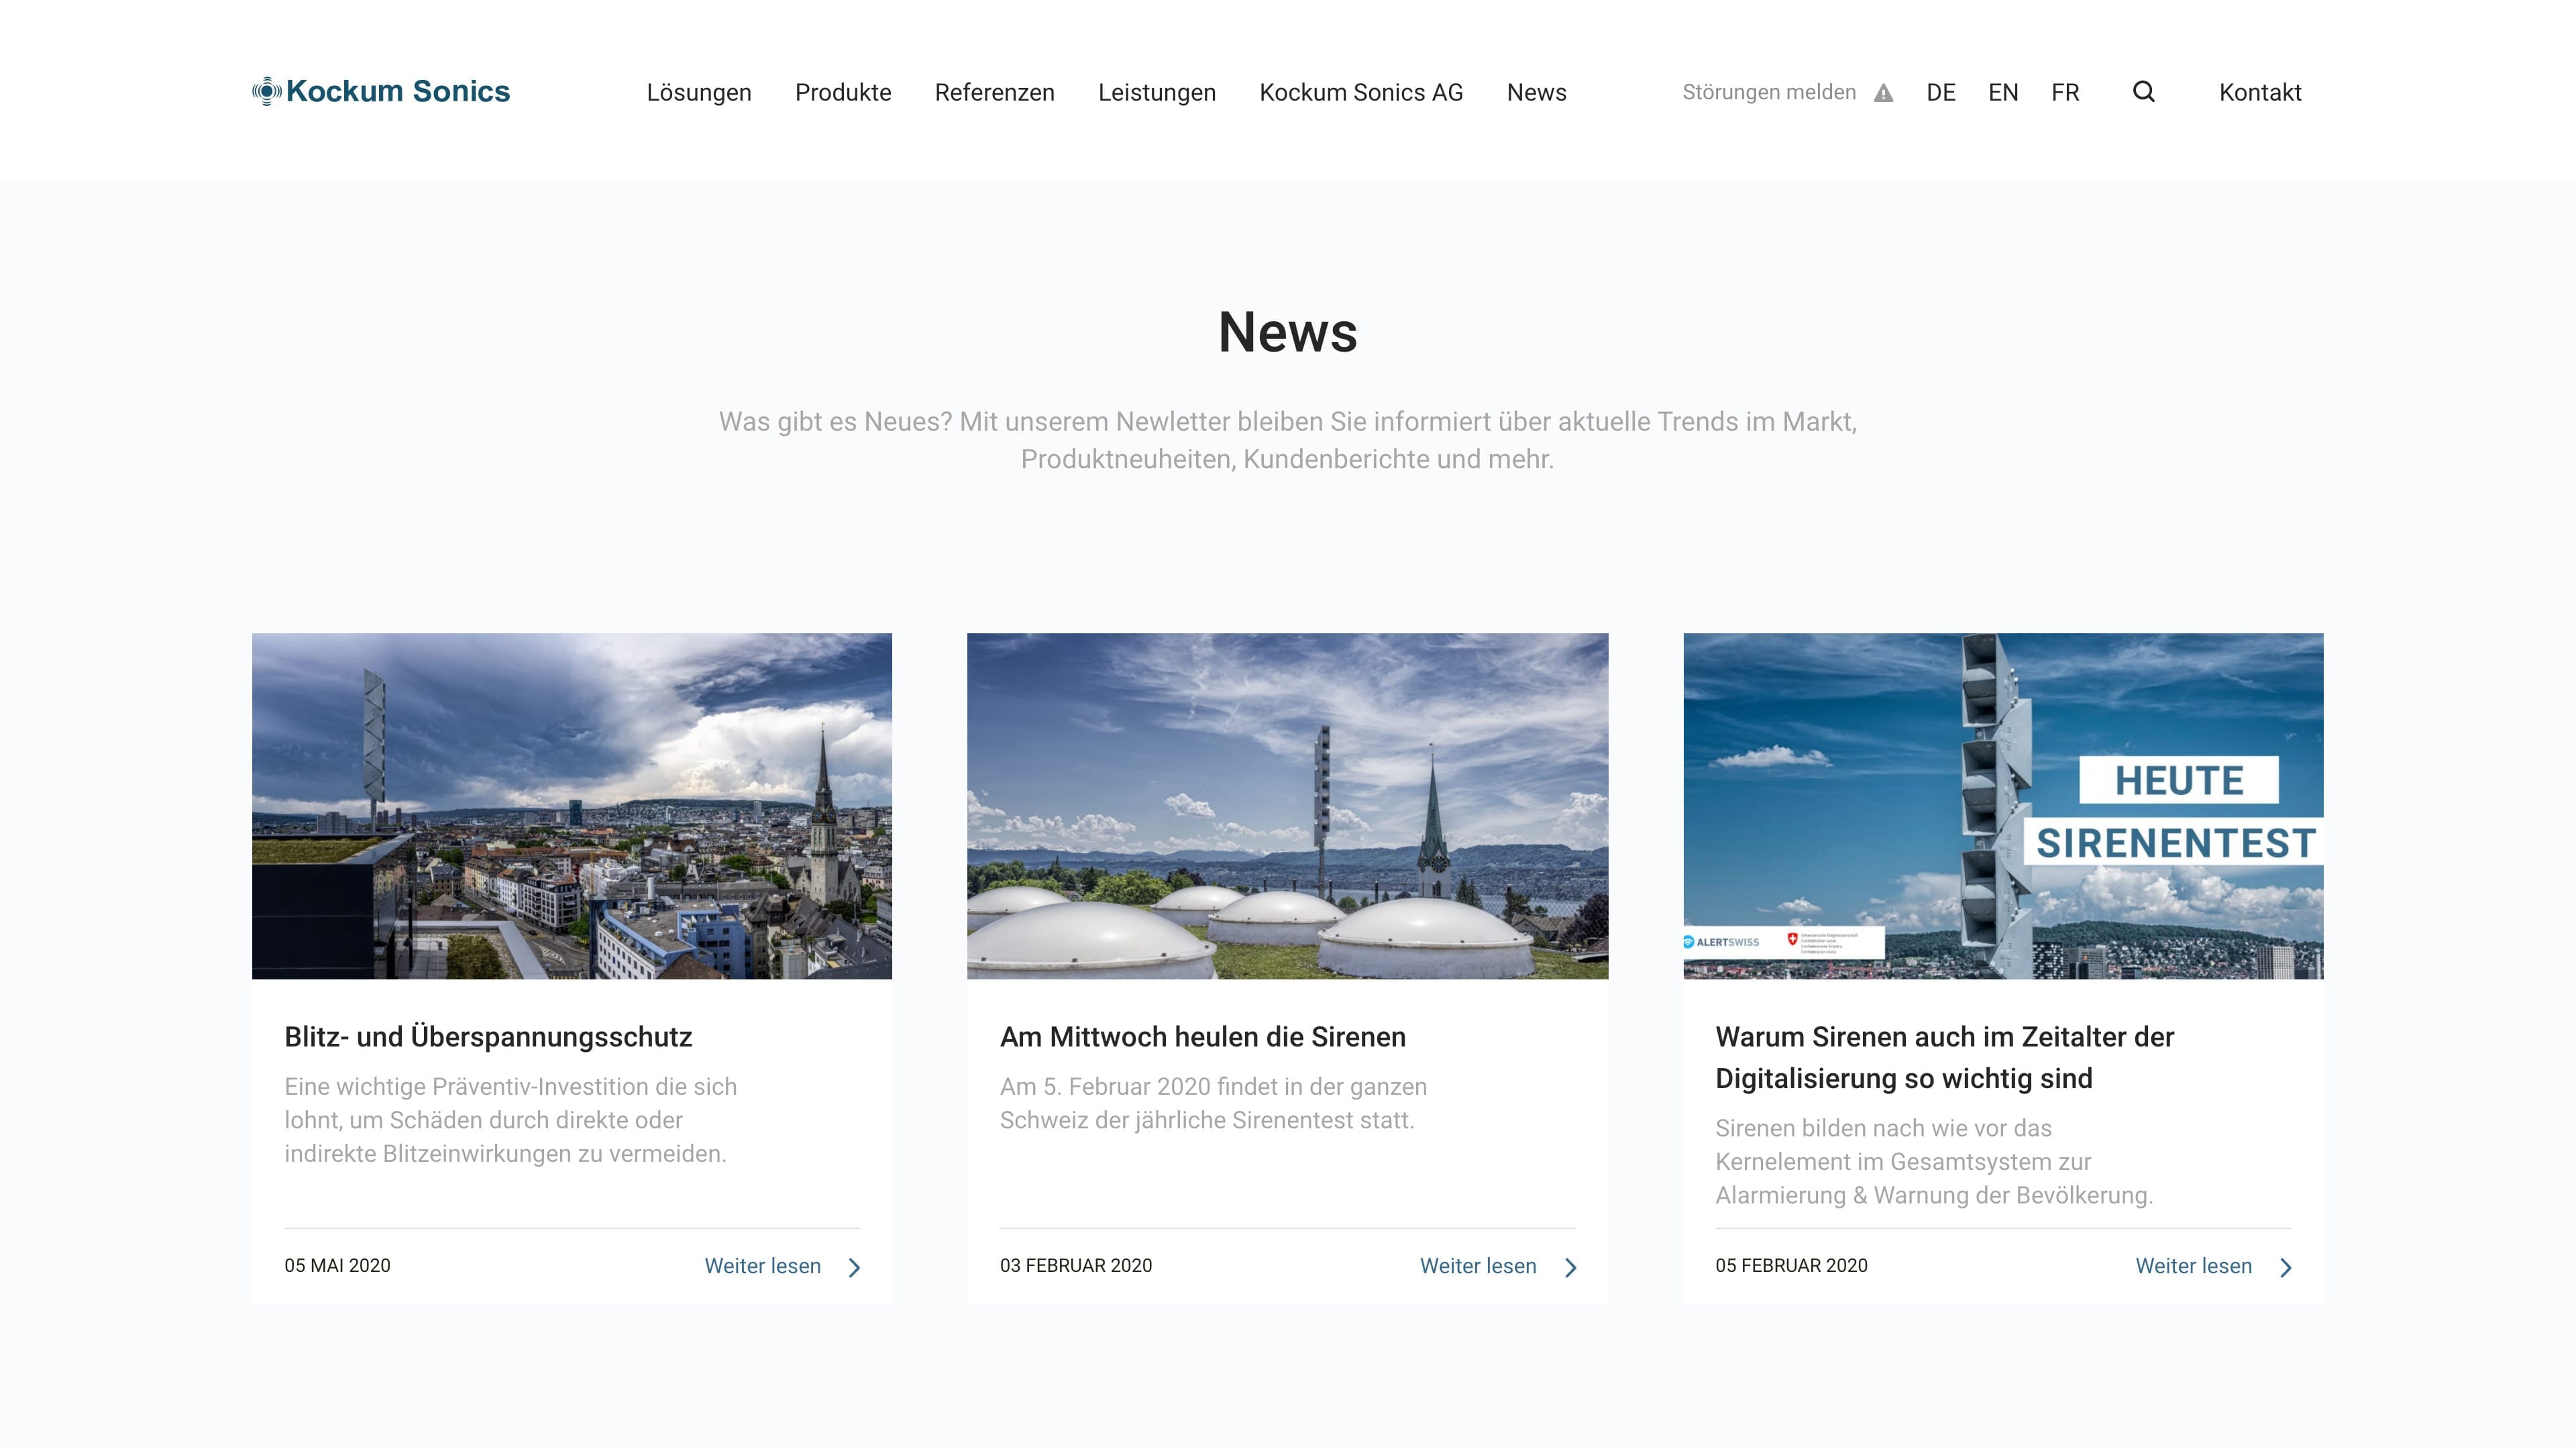 Kockum Sonics
Lösungen Produkte Referenzen Leistungen Kockum Sonics AG News
Störungen melden DE EN FR Kontakt
News
Was gibt es Neues? Mit unserem Newletter bleiben Sie informiert über aktuelle Trends im Markt,
Produktneuheiten, Kundenberichte und mehr.
Blitz- und Überspannungsschutz
Eine wichtige Präventiv-Investition die sich
lohnt, um Schäden durch direkte oder
indirekte Blitzeinwirkungen zu vermeiden.
05 MAI 2020
Weiter lesen
Am Mittwoch heulen die Sirenen
Am 5. Februar 2020 findet in der ganzen
Schweiz der jährliche Sirenentest statt.
03 FEBRUAR 2020
Weiter lesen
HEUTE
SIRENENTEST
ALERTSWISS
Warum Sirenen auch im Zeitalter der
Digitalisierung so wichtig sind
Sirenen bilden nach wie vor das
Kernelement im Gesamtsystem zur
Alarmierung & Warnung der Bevölkerung.
05 FEBRUAR 2020
Weiter lesen